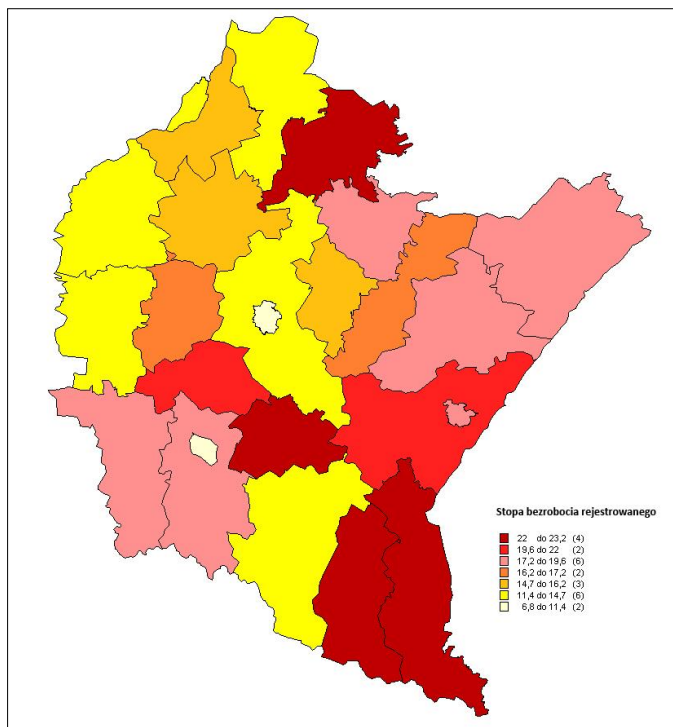 Stopa bezrobocia rejestrowanego
22 do 23,2 (4)
19,6 do 22 (2)
17,2 do 19,6 (6)
16,2 do 17,2 (2)
14,7 do 16,2 (3)
11,4 do 14,7 (6)
6,8 do 11,4 (2)